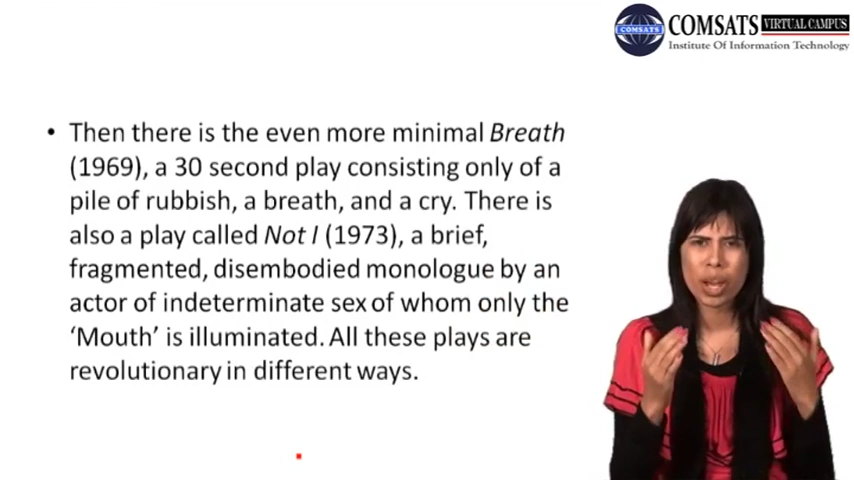 COMSATS VIRTUAL CAMPUS
COMSATS
Institute Of Information Technology
• Then there is the even more minimal Breath
(1969), a 30 second play consisting only of a
pile of rubbish, a breath, and a cry. There is
also a play called Not I (1973), a brief,
fragmented, disembodied monologue by an
actor of indeterminate sex of whom only the
‘Mouth’ is illuminated. All these plays are
revolutionary in different ways.